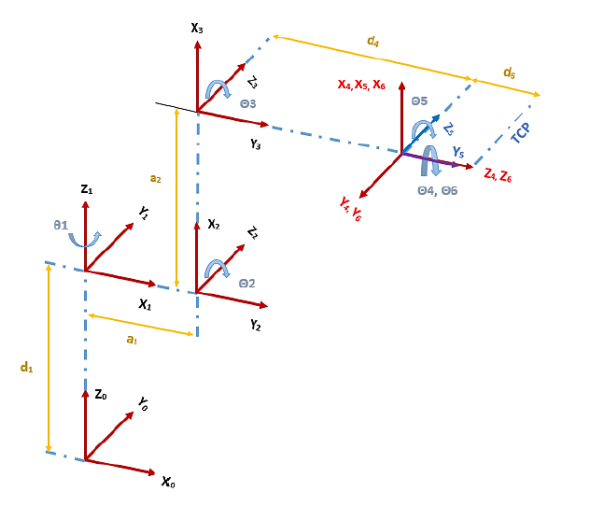 X₃
d₄
d₆
Z₃
Θ3
X₄, X₅, X₆
Θ5
Y₃
Z₅
Y₅
TCP
a₂
Z₄, Z₆
Θ4, Θ6
Y₄, Y₆
Z₁
Y₁
θ1
X₂
Z₂
Θ2
X₁
Y₂
a₁
d₁
Z₀
Y₀
X₀